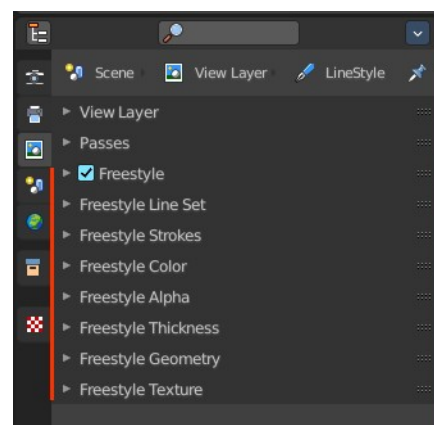 Scene View Layer LineStyle
View Layer
Passes
Freestyle
Freestyle Line Set
Freestyle Strokes
Freestyle Color
Freestyle Alpha
Freestyle Thickness
Freestyle Geometry
Freestyle Texture